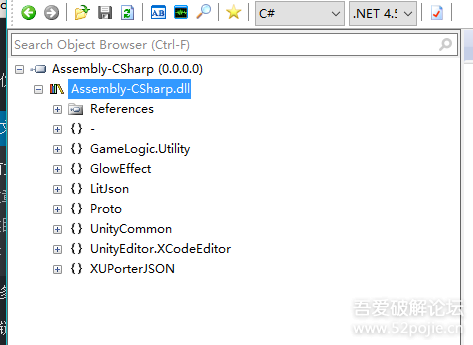 C#
.NET 4.5
Search Object Browser (Ctrl-F)
Assembly-CSharp (0.0.0.0)
Assembly-CSharp.dll
References
{} -
{} GameLogic.Utility
{} GlowEffect
{} LitJson
{} Proto
{} UnityCommon
{} UnityEditor.XCodeEditor
{} XUPorterJSON
吾爱破解论坛
www.52pojie.cn